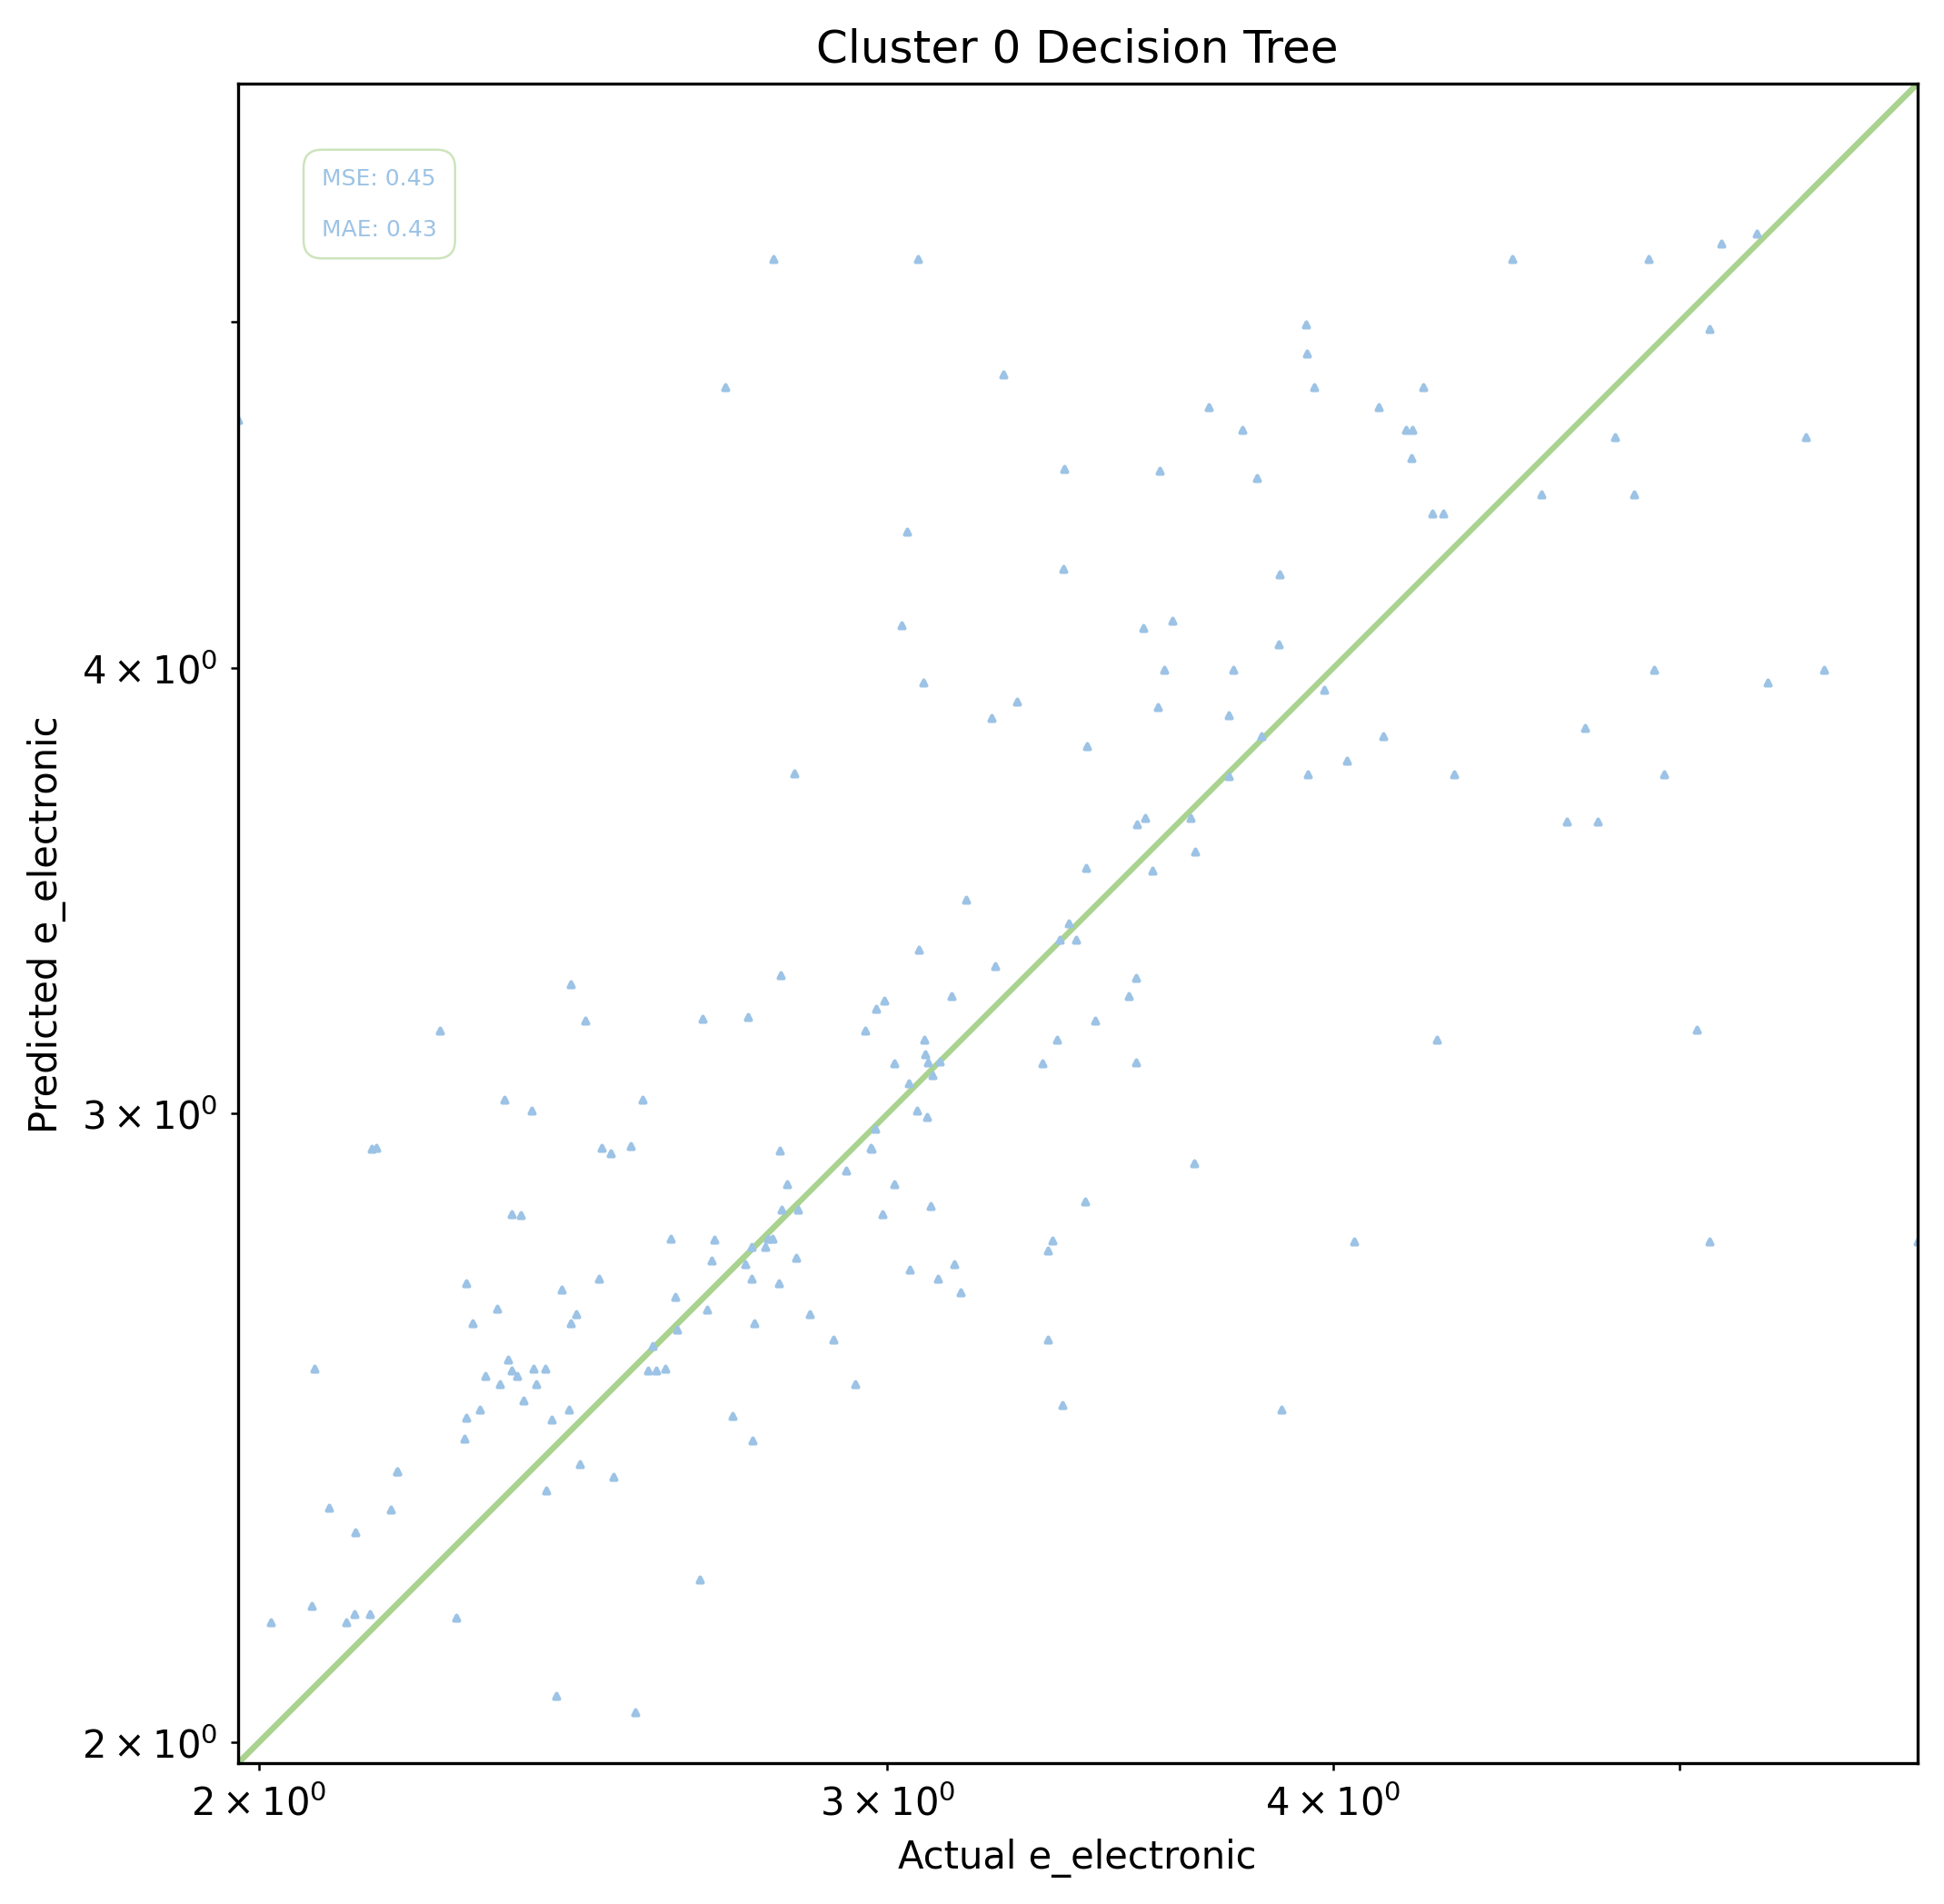 Cluster 0 Decision Tree
MSE: 0.45
MAE: 0.43
Predicted e_electronic
4 × 10⁰
3 × 10⁰
2 × 10⁰
2 × 10⁰
3 × 10⁰
4 × 10⁰
Actual e_electronic